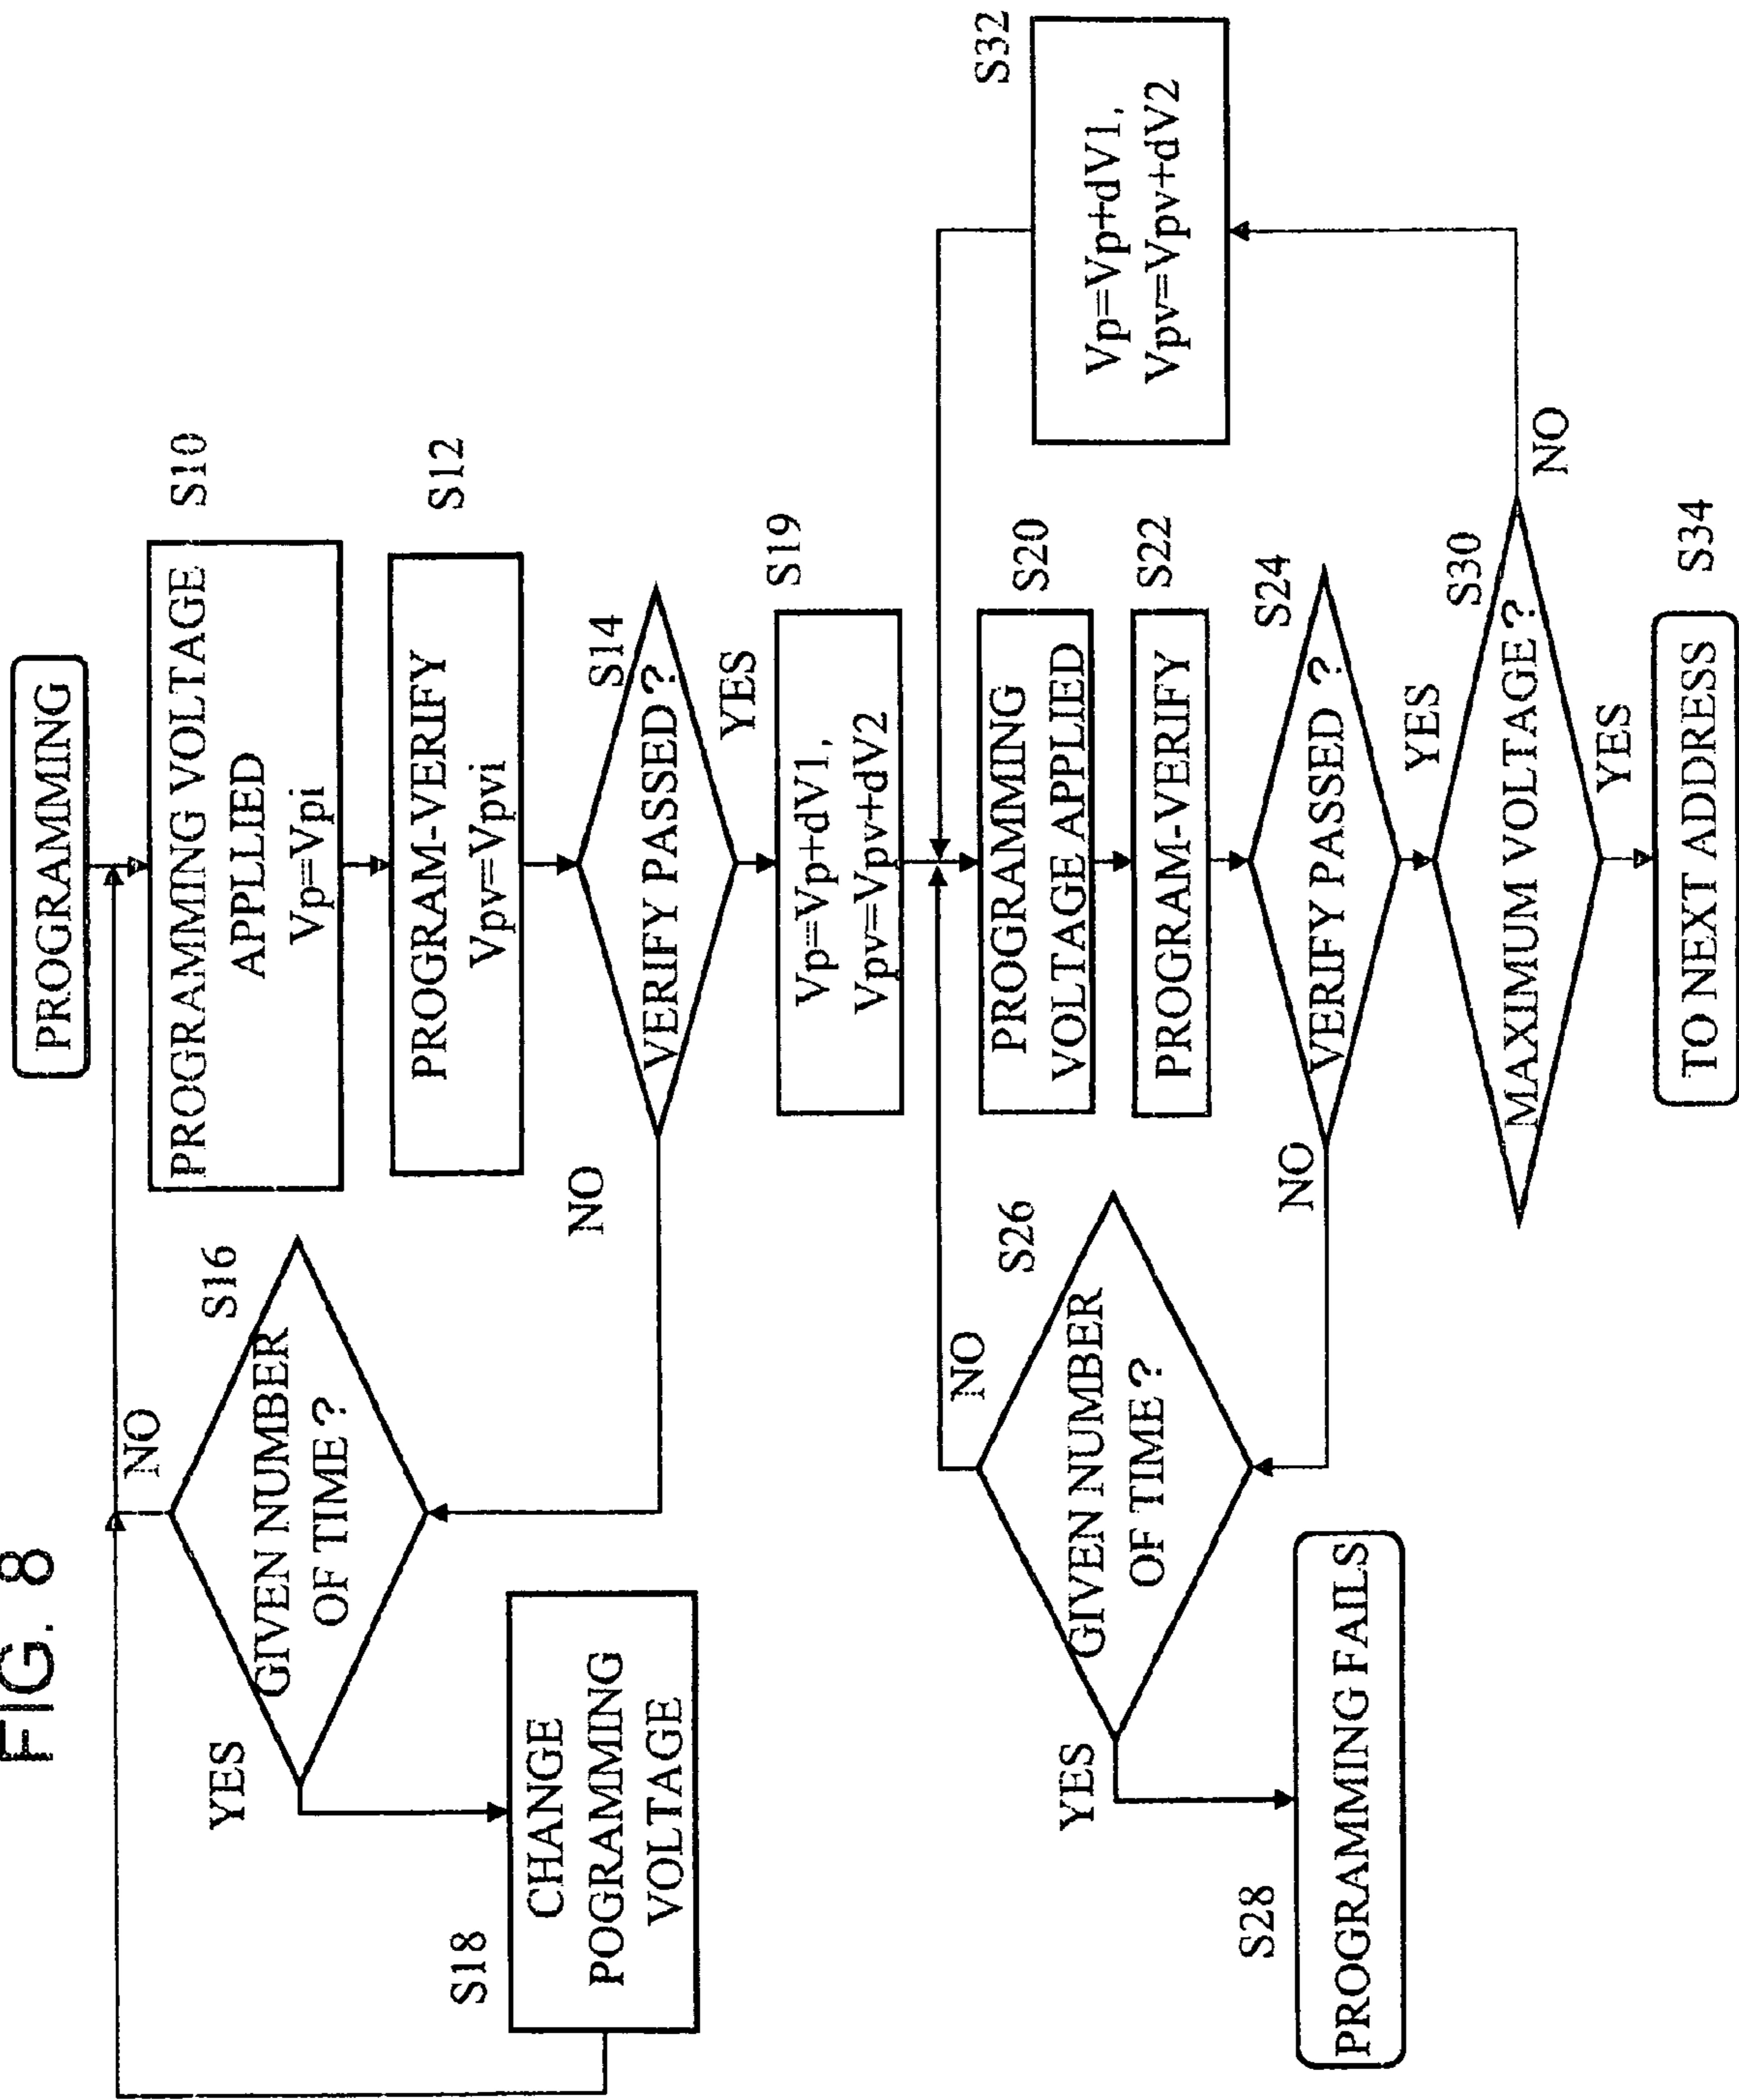 FIG. 8
PROGRAMMING
PROGRAMMING VOLTAGE
APPLIED
Vp=Vpi
S10
PROGRAM-VERIFY
Vpv=Vpvi
S12
VERIFY PASSED?
S14
NO
YES
GIVEN NUMBER
OF TIME?
S16
NO
YES
CHANGE
POGRAMMING
VOLTAGE
S18
Vp=Vp+dV1,
Vpv=Vpv+dV2
S19
PROGRAMMING
VOLTAGE APPLIED
S20
PROGRAM-VERIFY
S22
VERIFY PASSED ?
S24
NO
YES
GIVEN NUMBER
OF TIME?
S26
NO
YES
PROGRAMMING FAILS
S28
MAXIMUM VOLTAGE?
S30
NO
YES
Vp=Vp+dV1,
Vpv=Vpv+dV2
S32
TO NEXT ADDRESS
S34